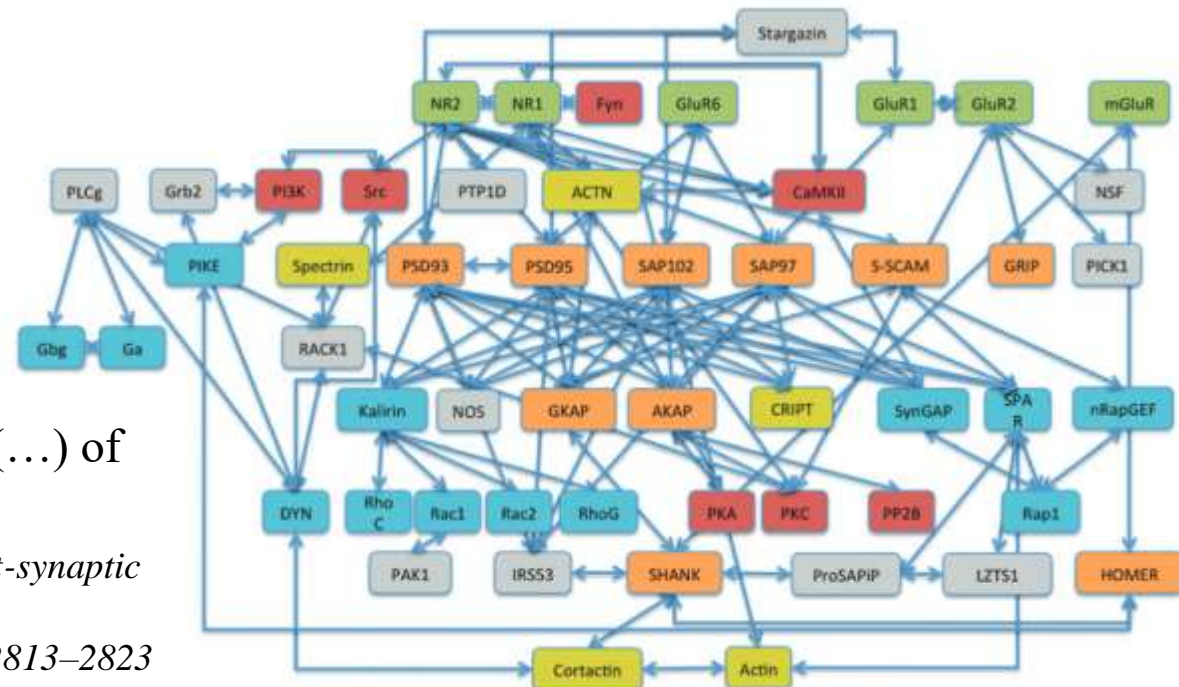 Stargazin
NR2 NR1 Fyn GluR6 GluR1 GluR2 mGluR
PLCg Grb2 PI3K Src PTP1D ACTN CaMKII NSF
PIKE Spectrin PSD93 PSD95 SAP102 SAP97 S-SCAM GRIP PICK1
Gbg Ga RACK1
Kalirin NOS GKAP AKAP CRIPT SynGAP SPA
R nRapGEF
(…) of
DYN Rho
C Rac1 Rac2 RhoG PKA PKC PP2B Rap1
t-synaptic
PAK1 IRS53 SHANK ProSAPiP LZTS1 HOMER
2813–2823
Cortactin Actin